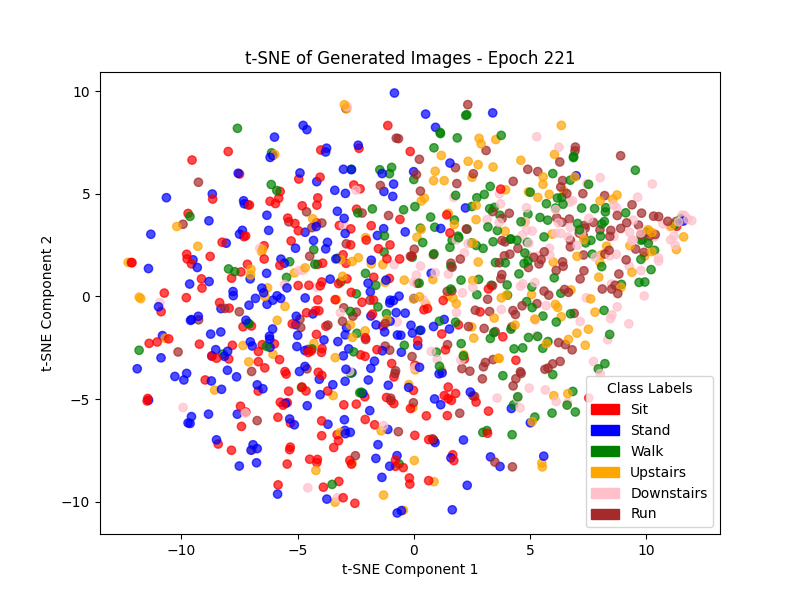 t-SNE of Generated Images - Epoch 221
t-SNE Component 2
10
5
0
−5
−10
−10
−5
0
5
10
t-SNE Component 1
Class Labels
Sit
Stand
Walk
Upstairs
Downstairs
Run